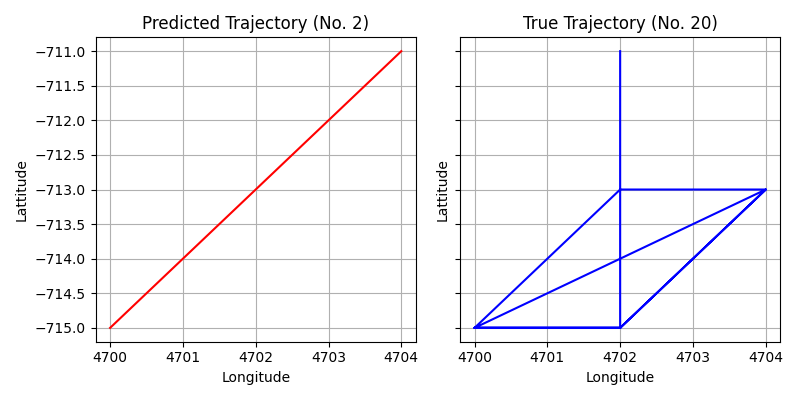 Predicted Trajectory (No. 2)
−711.0
−711.5
−712.0
−712.5
−713.0
−713.5
−714.0
−714.5
−715.0
Lattitude
4700 4701 4702 4703 4704
Longitude
True Trajectory (No. 20)
Lattitude
4700 4701 4702 4703 4704
Longitude